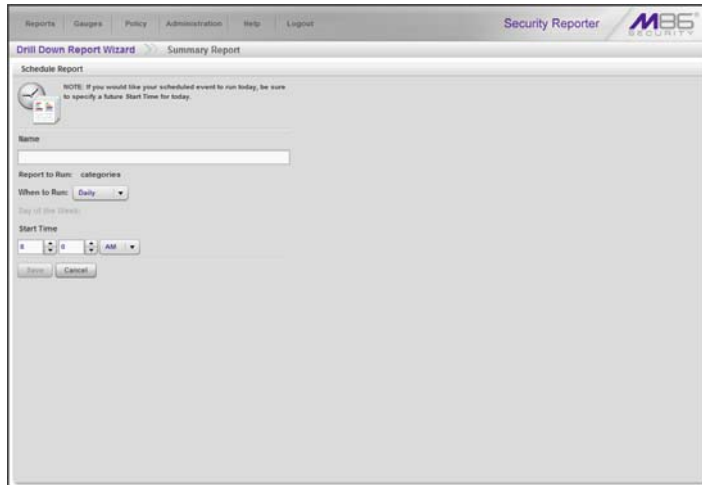 Reports Gauges Policy Administration Help Logout
Security Reporter
M86 SECURITY
Drill Down Report Wizard Summary Report
Schedule Report
NOTE: If you would like your scheduled event to run today, be sure
to specify a future Start Time for today.
Name
Report to Run: categories
When to Run: Daily
Day of the Week:
Start Time
0 0 AM
Save Cancel